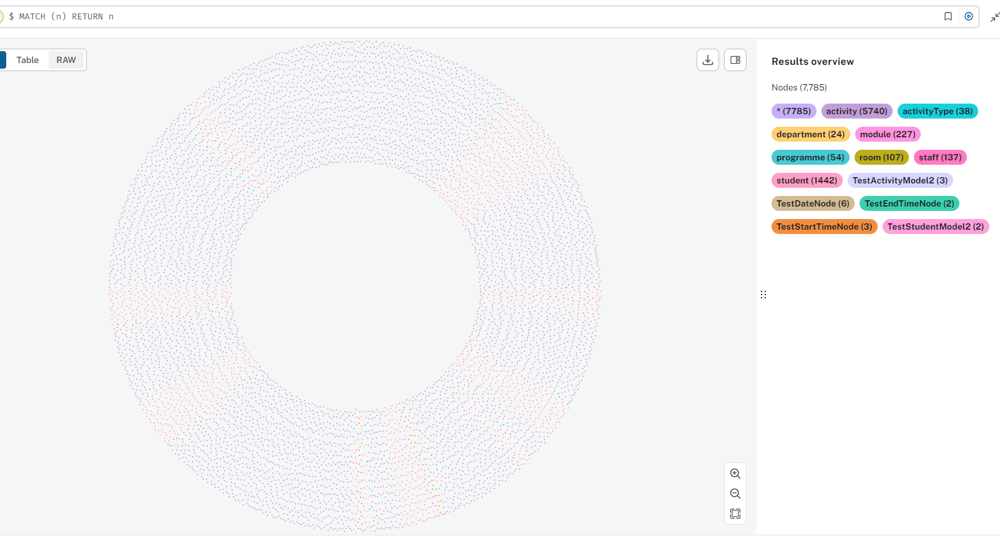 $ MATCH (n) RETURN n
Table RAW
Results overview
Nodes (7,785)
* (7785) activity (5740) activityType (38)
department (24) module (227)
programme (54) room (107) staff (137)
student (1442) TestActivityModel2 (3)
TestDateNode (6) TestEndTimeNode (2)
TestStartTimeNode (3) TestStudentModel2 (2)